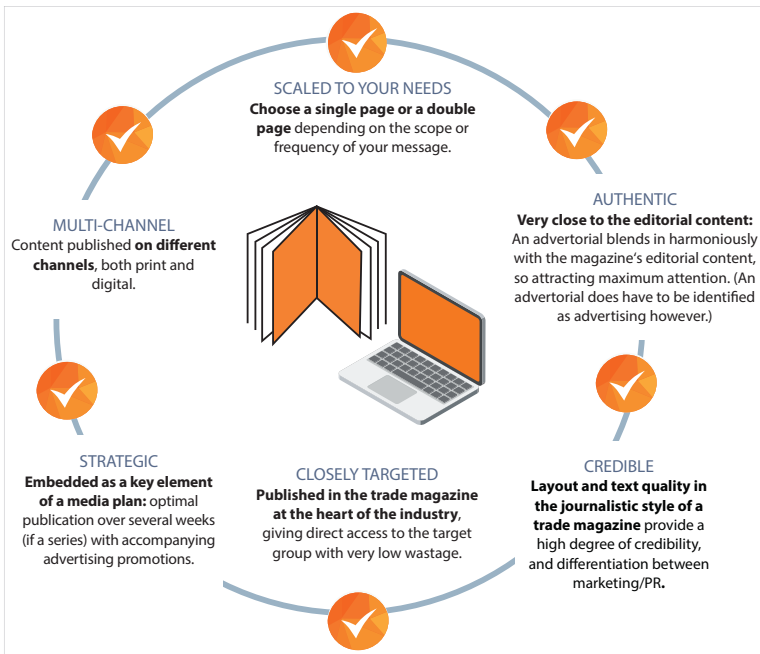 SCALED TO YOUR NEEDS
Choose a single page or a double
page depending on the scope or
frequency of your message.
AUTHENTIC
Very close to the editorial content:
An advertorial blends in harmoniously
with the magazine‘s editorial content,
so attracting maximum attention. (An
advertorial does have to be identified
as advertising however.)
MULTI-CHANNEL
Content published on different
channels, both print and
digital.
STRATEGIC
Embedded as a key element
of a media plan: optimal
publication over several weeks
(if a series) with accompanying
advertising promotions.
CLOSELY TARGETED
Published in the trade magazine
at the heart of the industry,
giving direct access to the target
group with very low wastage.
CREDIBLE
Layout and text quality in
the journalistic style of a
trade magazine provide a
high degree of credibility,
and differentiation between
marketing/PR.